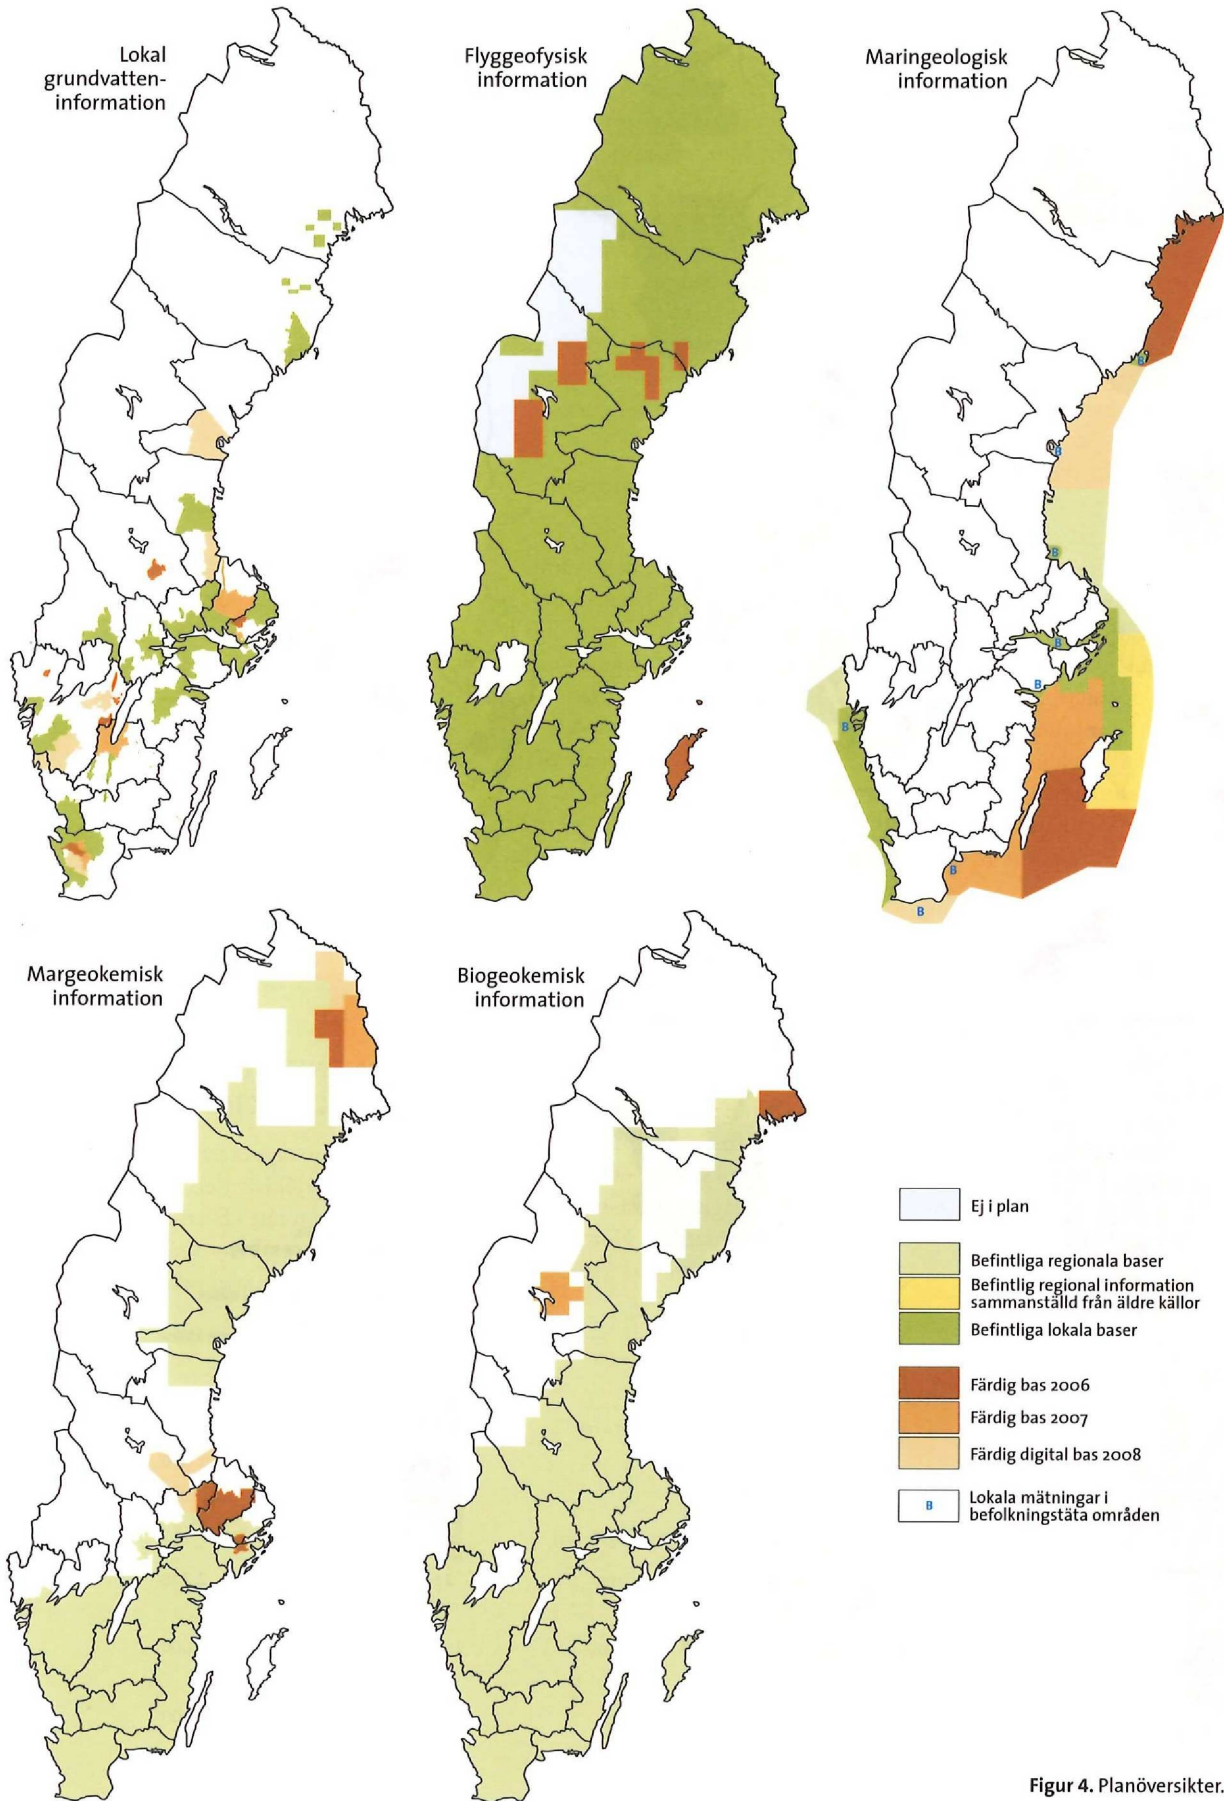 Lokal
grundvatten-
information
Flyggeofysisk
information
Maringeologisk
information
B
B
B
B
B
B
B
B
Margeokemisk
information
Biogeokemisk
information
Ej i plan
Befintliga regionala baser
Befintlig regional information
sammanställd från äldre källor
Befintliga lokala baser
Färdig bas 2006
Färdig bas 2007
Färdig digital bas 2008
B
Lokala mätningar i
befolkningstäta områden
Figur 4. Planöversikter.